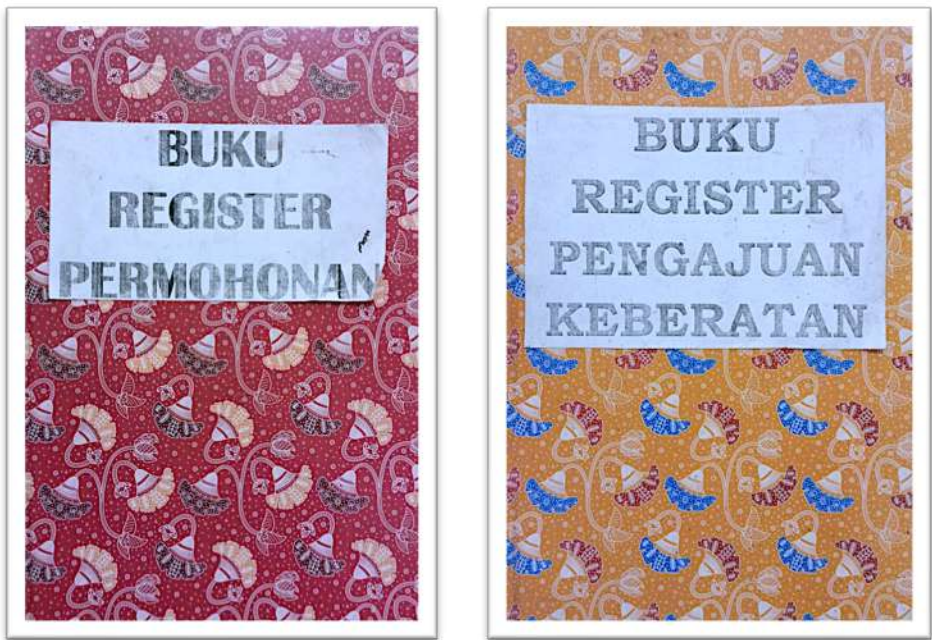 BUKU
REGISTER
PERMOHONAN
BUKU
REGISTER
PENGAJUAN
KEBERATAN